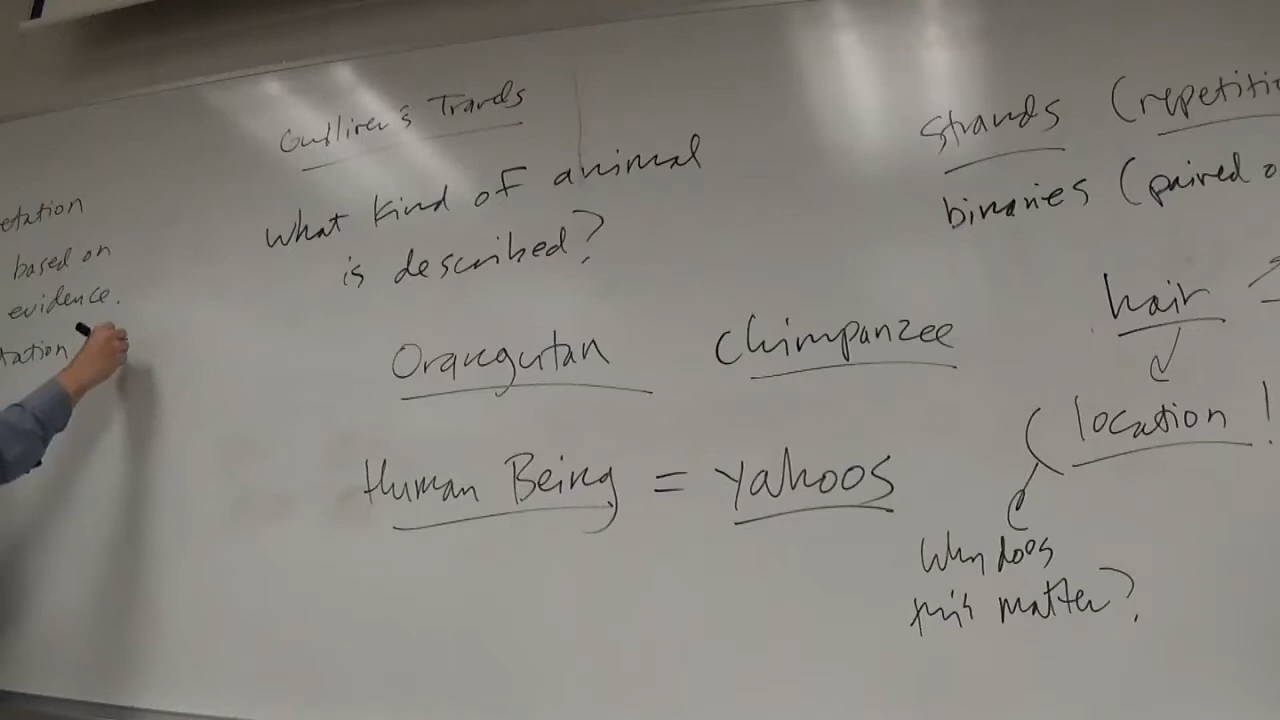 etation
based on
evidence.
tation
Gulliver's Travels
What kind of animal
is described?
Orangutan Chimpanzee
Human Being = Yahoos
Strands (repetitio
binaries (paired o
hair
(location!
Why does
this matter?